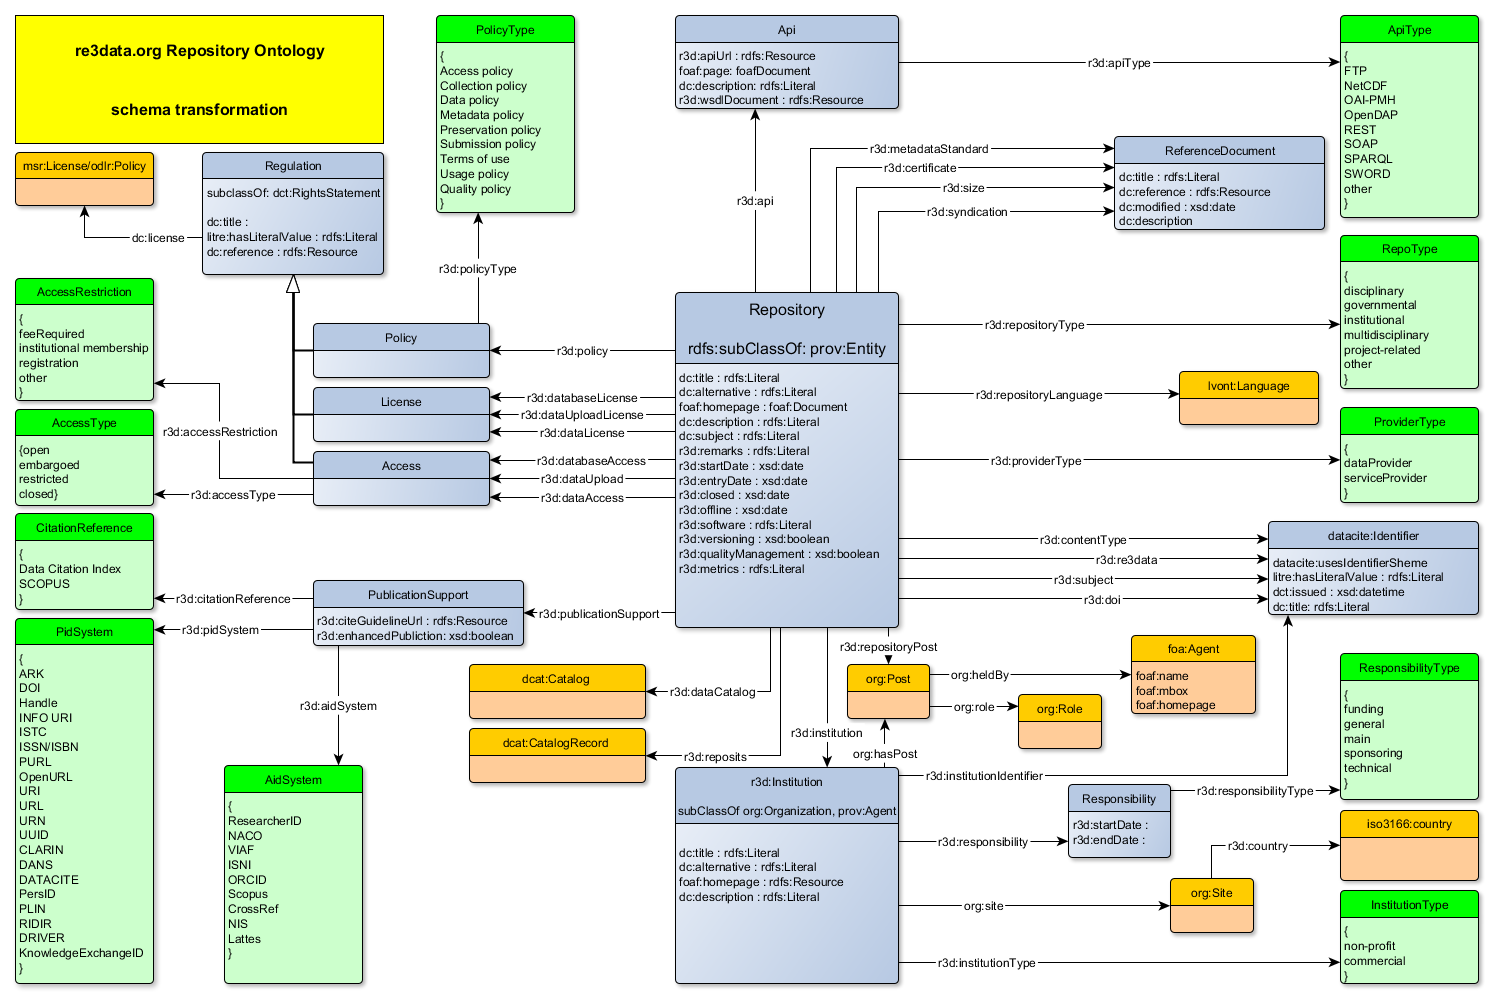 re3data.org Repository Ontology
schema transformation
PolicyType
{
Access policy
Collection policy
Data policy
Metadata policy
Preservation policy
Submission policy
Terms of use
Usage policy
Quality policy
}
Api
r3d:apiUrl : rdfs:Resource
foaf:page: foafDocument
dc:description: rdfs:Literal
r3d:wsdlDocument : rdfs:Resource
r3d:apiType
ApiType
{
FTP
NetCDF
OAI-PMH
OpenDAP
REST
SOAP
SPARQL
SWORD
other
}
msr:License/odlr:Policy
Regulation
subclassOf: dct:RightsStatement
dc:title :
litre:hasLiteralValue : rdfs:Literal
dc:reference : rdfs:Resource
dc:license
r3d:policyType
r3d:api
r3d:metadataStandard
r3d:certificate
r3d:size
r3d:syndication
ReferenceDocument
dc:title : rdfs:Literal
dc:reference : rdfs:Resource
dc:modified : xsd:date
dc:description
RepoType
{
disciplinary
governmental
institutional
multidisciplinary
project-related
other
}
AccessRestriction
{
feeRequired
institutional membership
registration
other
}
Policy
r3d:policy
License
r3d:databaseLicense
r3d:dataUploadLicense
r3d:dataLicense
Access
r3d:databaseAccess
r3d:dataUpload
r3d:dataAccess
r3d:accessRestriction
AccessType
{open
embargoed
restricted
closed}
r3d:accessType
Repository
rdfs:subClassOf: prov:Entity
dc:title : rdfs:Literal
dc:alternative : rdfs:Literal
foaf:homepage : foaf:Document
dc:description : rdfs:Literal
dc:subject : rdfs:Literal
r3d:remarks : rdfs:Literal
r3d:startDate : xsd:date
r3d:entryDate : xsd:date
r3d:closed : xsd:date
r3d:offline : xsd:date
r3d:software : rdfs:Literal
r3d:versioning : xsd:boolean
r3d:qualityManagement : xsd:boolean
r3d:metrics : rdfs:Literal
r3d:repositoryType
r3d:repositoryLanguage
lvont:Language
r3d:providerType
ProviderType
{
dataProvider
serviceProvider
}
r3d:contentType
r3d:re3data
r3d:subject
r3d:doi
datacite:Identifier
datacite:usesIdentifierSheme
litre:hasLiteralValue : rdfs:Literal
dct:issued : xsd:datetime
dc:title: rdfs:Literal
CitationReference
{
Data Citation Index
SCOPUS
}
r3d:citationReference
PublicationSupport
r3d:citeGuidelineUrl : rdfs:Resource
r3d:enhancedPubliction: xsd:boolean
r3d:publicationSupport
r3d:pidSystem
PidSystem
{
ARK
DOI
Handle
INFO URI
ISTC
ISSN/ISBN
PURL
OpenURL
URI
URL
URN
UUID
CLARIN
DANS
DATACITE
PersID
PLIN
RIDIR
DRIVER
KnowledgeExchangeID
}
r3d:aidSystem
AidSystem
{
ResearcherID
NACO
VIAF
ISNI
ORCID
Scopus
CrossRef
NIS
Lattes
}
dcat:Catalog
r3d:dataCatalog
dcat:CatalogRecord
r3d:reposits
r3d:institution
r3d:repositoryPost
org:Post
org:heldBy
org:role
foa:Agent
foaf:name
foaf:mbox
foaf:homepage
org:Role
org:hasPost
r3d:Institution
subClassOf org:Organization, prov:Agent
dc:title : rdfs:Literal
dc:alternative : rdfs:Literal
foaf:homepage : rdfs:Resource
dc:description : rdfs:Literal
r3d:institutionIdentifier
r3d:responsibility
Responsibility
r3d:startDate :
r3d:endDate :
r3d:responsibilityType
ResponsibilityType
{
funding
general
main
sponsoring
technical
}
org:site
org:Site
r3d:country
iso3166:country
r3d:institutionType
InstitutionType
{
non-profit
commercial
}